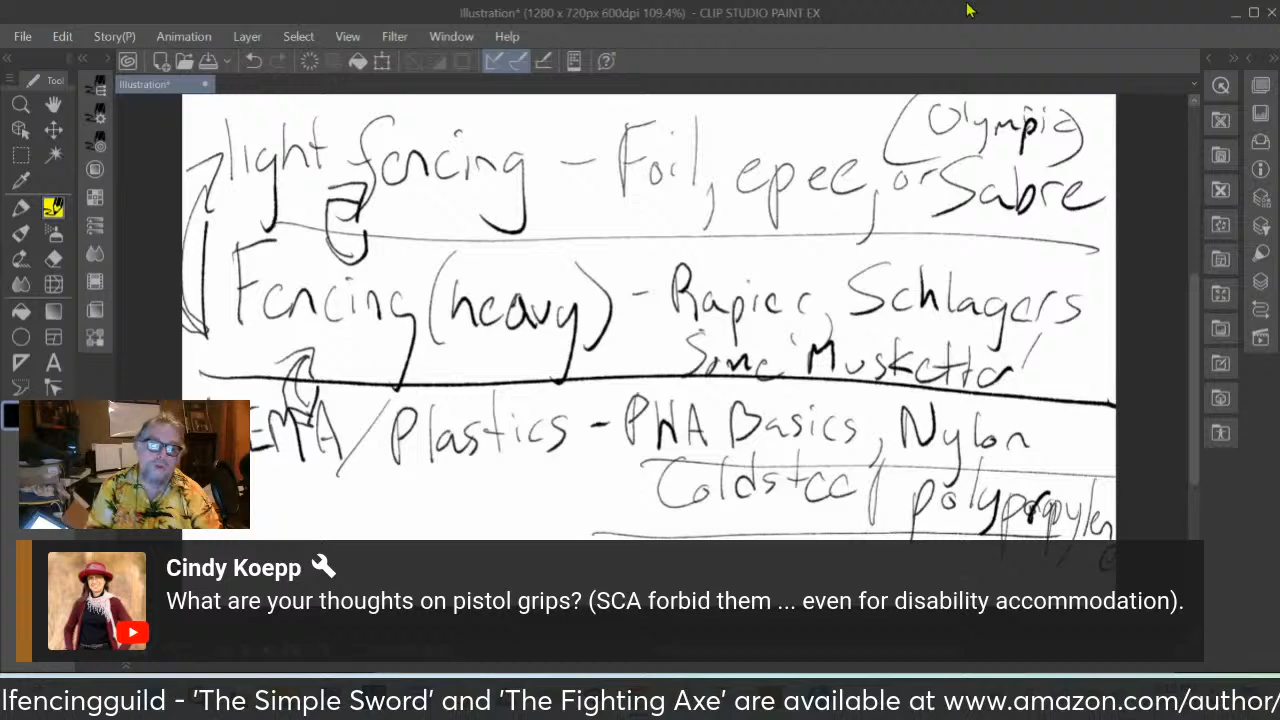 Illustration* (1280 x 720px 600dpi 109.4%) - CLIP STUDIO PAINT EX
File Edit Story(P) Animation Layer Select View Filter Window Help
Tool
Illustration*
light fencing - Foil, epee, or Sabre
(Olympic)
Fencing (heavy) - Rapier, Schlagers
Some 'Musketta'
EMA/Plastics - PHA Basics, Nylon
Coldsteel polypropylen
Cindy Koepp
What are your thoughts on pistol grips? (SCA forbid them ... even for disability accommodation).
lfencingguild - 'The Simple Sword' and 'The Fighting Axe' are available at www.amazon.com/author/